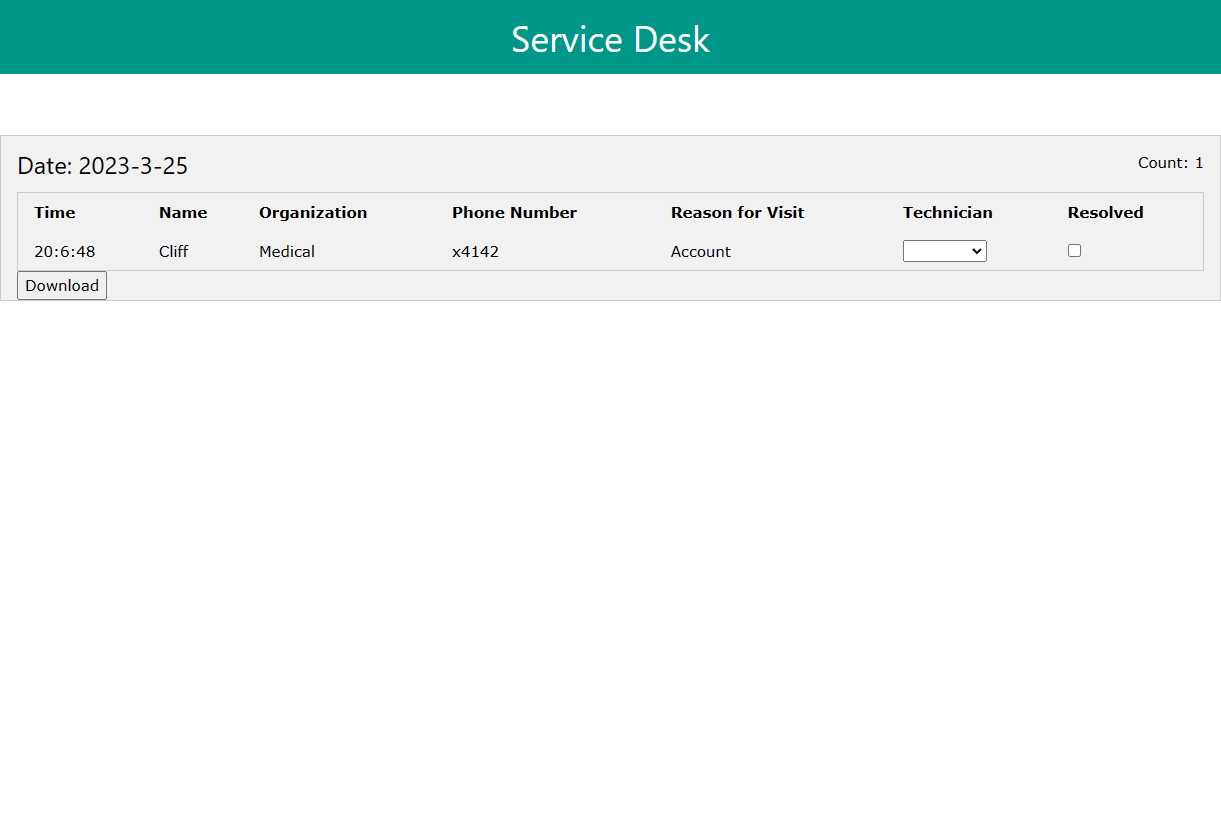 Service Desk
Date: 2023-3-25
Count: 1
Time Name Organization Phone Number Reason for Visit Technician Resolved
20:6:48 Cliff Medical x4142 Account
Download